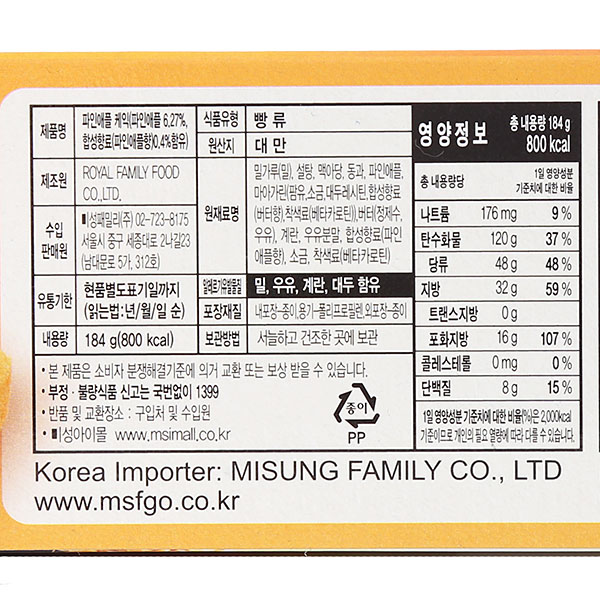 제품명
파인애플 케익(파인애플 6.27%,
합성향료(파인애플향)0.4%함유)
식품유형
빵 류
원산지
대 만
제조원
ROYAL FAMILY FOOD
CO.,LTD.
수입
판매원
■미성패밀리㈜ 02-723-8175
서울시 중구 세종대로 2나길23
(남대문로 5가, 312호)
원재료명
밀가루(밀), 설탕, 맥아당, 동과, 파인애플,
마아가린(팜유,소금,대두레시틴,합성향료
(버터향),착색료(베타카로틴),버터(정제수,
우유), 계란, 우유분말, 합성향료(파인
애플향), 소금, 착색료(베타카로틴)
유통기한
현품별도표기일까지
(읽는법:년/월/일 순)
알레르기유발물질
밀, 우유, 계란, 대두 함유
포장재질
내포장-종이,용기-폴리프로필렌,외포장-종이
내용량
184 g(800 kcal)
보관방법
서늘하고 건조한 곳에 보관
• 본 제품은 소비자 분쟁해결기준에 의거 교환 또는 보상 받을 수 있습니다.
• 부정·불량식품 신고는 국번없이 1399
• 반품 및 교환장소 : 구입처 및 수입원
• ■미성아이몰 www.msimall.co.kr
종이
PP
영양정보
총 내용량 184 g
800 kcal
총 내용량당
1일 영양성분
기준치에 대한 비율
나트륨 176 mg 9 %
탄수화물 120 g 37 %
당류 48 g 48 %
지방 32 g 59 %
트랜스지방 0 g
포화지방 16 g 107 %
콜레스테롤 0 mg 0 %
단백질 8 g 15 %
1일 영양성분 기준치에 대한 비율(%)은 2,000kcal
기준이므로 개인의 필요 열량에 따라 다를 수 있습니다.
Korea Importer: MISUNG FAMILY CO., LTD
www.msfgo.co.kr